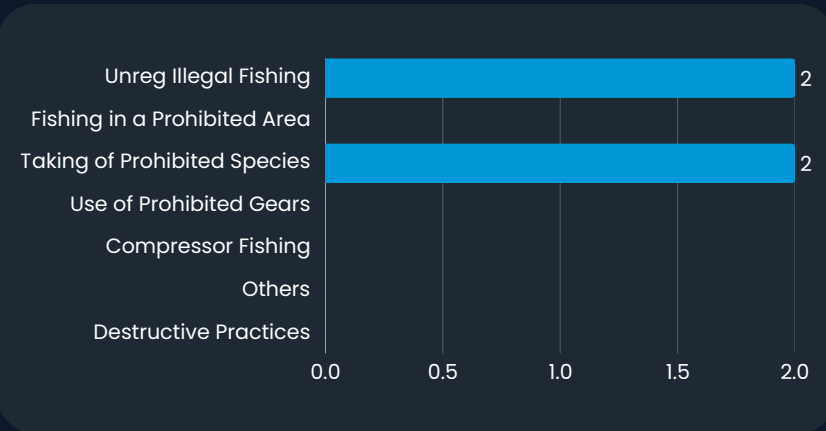 Unreg Illegal Fishing 2
Fishing in a Prohibited Area
Taking of Prohibited Species 2
Use of Prohibited Gears
Compressor Fishing
Others
Destructive Practices
0.0 0.5 1.0 1.5 2.0